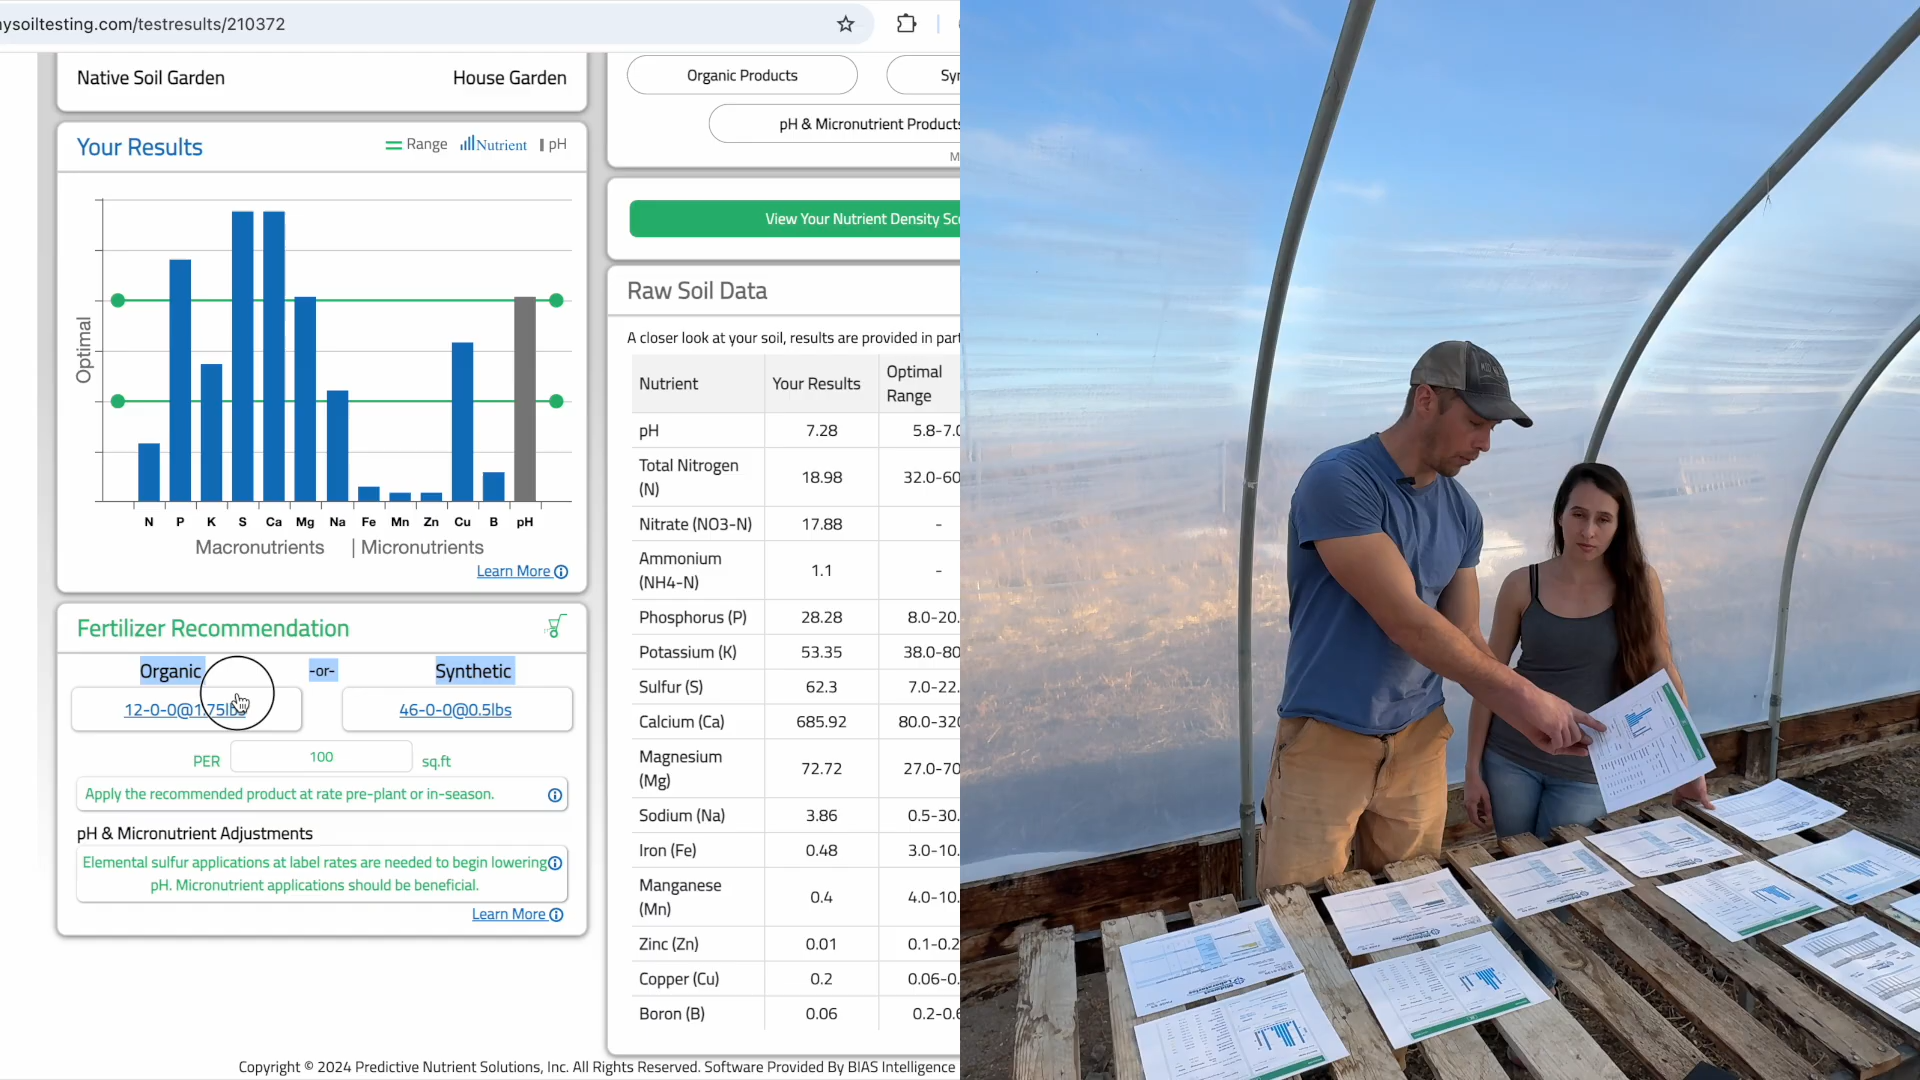 ysoiltesting.com/testresults/210372
Native Soil Garden
House Garden
Your Results
Range
Nutrient
pH
Optimal
N P K S Ca Mg Na Fe Mn Zn Cu B pH
Macronutrients | Micronutrients
Learn More
Fertilizer Recommendation
Organic -or- Synthetic
12-0-0@1.75lbs
46-0-0@0.5lbs
PER 100 sq.ft
Apply the recommended product at rate pre-plant or in-season.
pH & Micronutrient Adjustments
Elemental sulfur applications at label rates are needed to begin lowering
pH. Micronutrient applications should be beneficial.
Learn More
Organic Products
Syn
pH & Micronutrient Products
M
View Your Nutrient Density Sco
Raw Soil Data
A closer look at your soil, results are provided in part
Nutrient Your Results Optimal
Range
pH 7.28 5.8-7.0
Total Nitrogen
(N) 18.98 32.0-60
Nitrate (NO3-N) 17.88 -
Ammonium
(NH4-N) 1.1 -
Phosphorus (P) 28.28 8.0-20.
Potassium (K) 53.35 38.0-80
Sulfur (S) 62.3 7.0-22.
Calcium (Ca) 685.92 80.0-320
Magnesium
(Mg) 72.72 27.0-70
Sodium (Na) 3.86 0.5-30.
Iron (Fe) 0.48 3.0-10.
Manganese
(Mn) 0.4 4.0-10.
Zinc (Zn) 0.01 0.1-0.2
Copper (Cu) 0.2 0.06-0.
Boron (B) 0.06 0.2-0.6
Copyright © 2024 Predictive Nutrient Solutions, Inc. All Rights Reserved. Software Provided By BIAS Intelligence